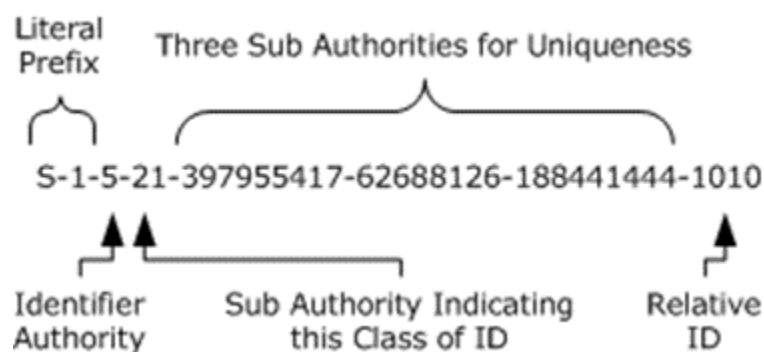 Literal
Prefix
Three Sub Authorities for Uniqueness
S-1-5-21-397955417-62688126-188441444-1010
Identifier
Authority
Sub Authority Indicating
this Class of ID
Relative
ID